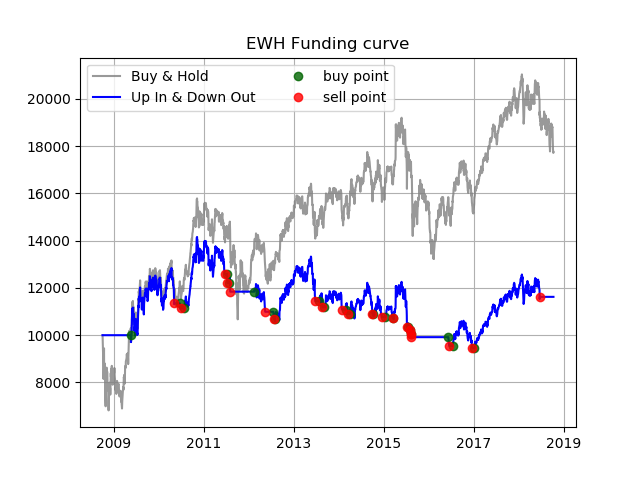 EWH Funding curve
Buy & Hold
Up In & Down Out
buy point
sell point
20000
18000
16000
14000
12000
10000
8000
2009 2011 2013 2015 2017 2019